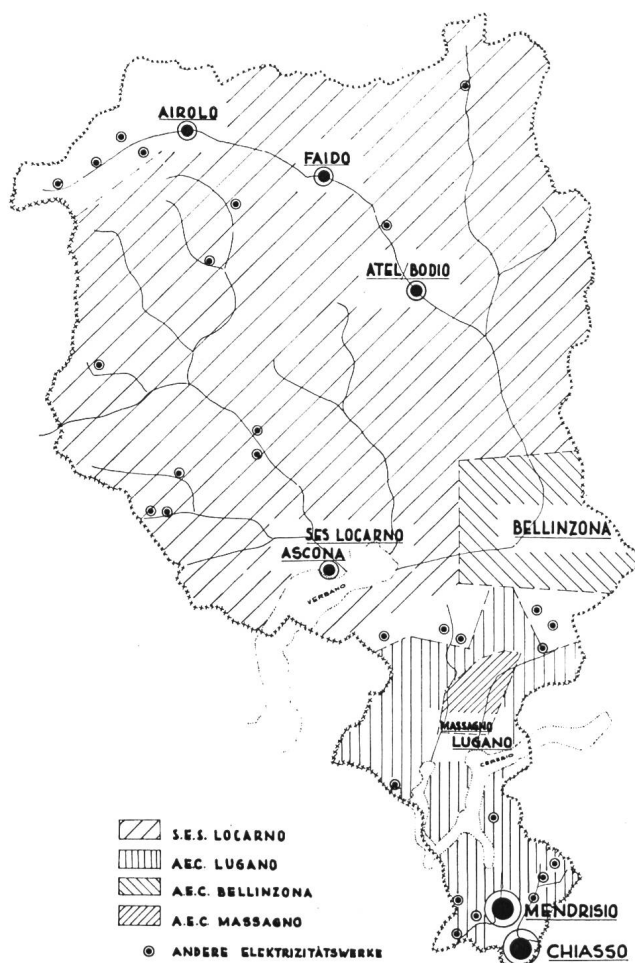 AIROLO
FAIDO
ATEL/BODIO
BELLINZONA
SES LOCARNO
ASCONA
VERBANO
MASSAGNO
LUGANO
CERESIO
MENDRISIO
CHIASSO
S.E.S. LOCARNO
A.E.C. LUGANO
A.E.C. BELLINZONA
A.E.C. MASSAGNO
ANDERE ELEKTRIZITÄTSWERKE